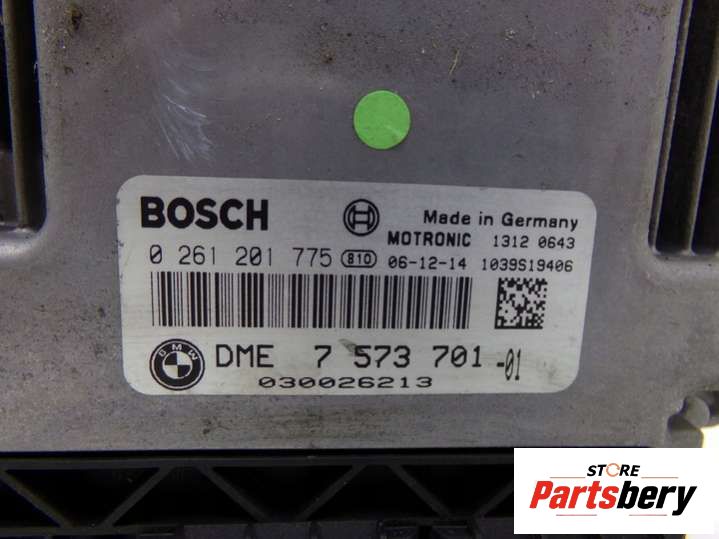 BOSCH
Made in Germany
MOTRONIC 1312 0643
0 261 201 775 810 06-12-14 1039S19406
BMW
DME 7 573 701 -01
030026213
STORE
Partsbery